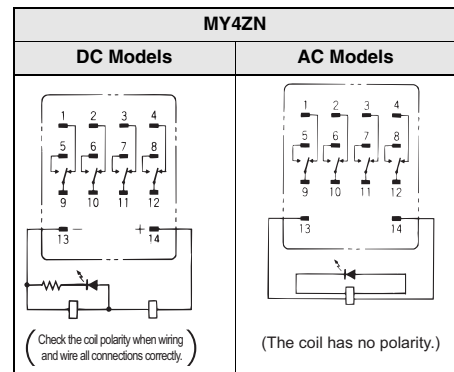 MY4ZN
DC Models
AC Models
1 2 3 4
5 6 7 8
9 10 11 12
13 − + 14
Check the coil polarity when wiring
and wire all connections correctly.
1 2 3 4
5 6 7 8
9 10 11 12
13 14
(The coil has no polarity.)